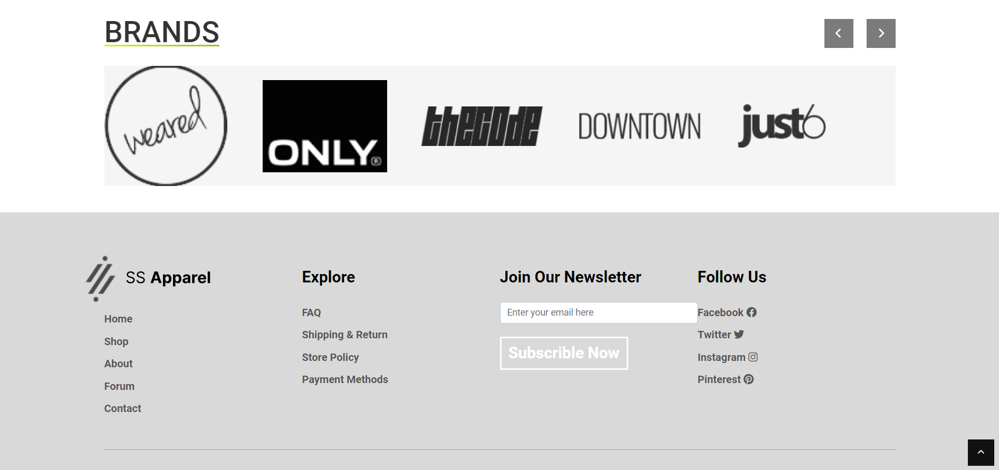 BRANDS
weared
ONLY®
thecode
DOWNTOWN
just6
SS Apparel
Home
Shop
About
Forum
Contact
Explore
FAQ
Shipping & Return
Store Policy
Payment Methods
Join Our Newsletter
Enter your email here
Subscrible Now
Follow Us
Facebook
Twitter
Instagram
Pinterest